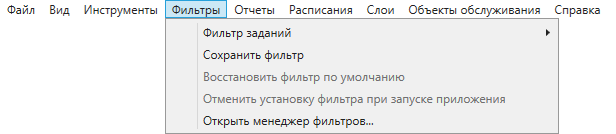 Файл Вид Инструменты Фильтры Отчеты Расписания Слои Объекты обслуживания Справка
Фильтр заданий
Сохранить фильтр
Восстановить фильтр по умолчанию
Отменить установку фильтра при запуске приложения
Открыть менеджер фильтров...